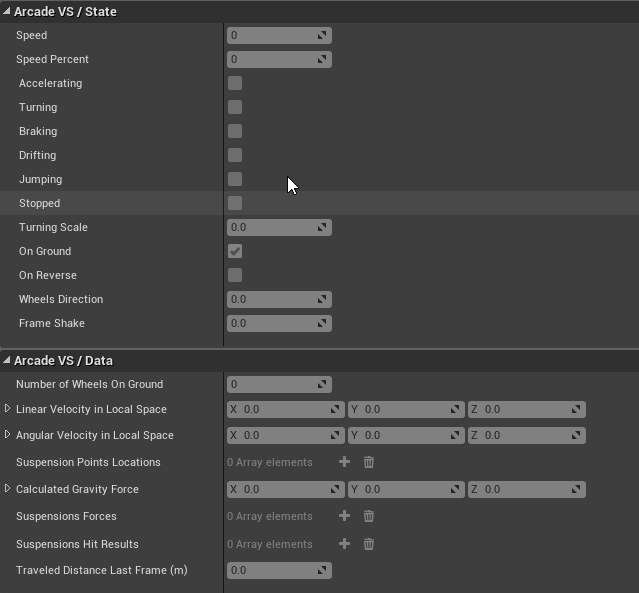 Arcade VS / State
Speed 0
Speed Percent 0
Accelerating
Turning
Braking
Drifting
Jumping
Stopped
Turning Scale 0.0
On Ground
On Reverse
Wheels Direction 0.0
Frame Shake 0.0
Arcade VS / Data
Number of Wheels On Ground 0
Linear Velocity in Local Space X 0.0 Y 0.0 Z 0.0
Angular Velocity in Local Space X 0.0 Y 0.0 Z 0.0
Suspension Points Locations 0 Array elements
Calculated Gravity Force X 0.0 Y 0.0 Z 0.0
Suspensions Forces 0 Array elements
Suspensions Hit Results 0 Array elements
Traveled Distance Last Frame (m) 0.0